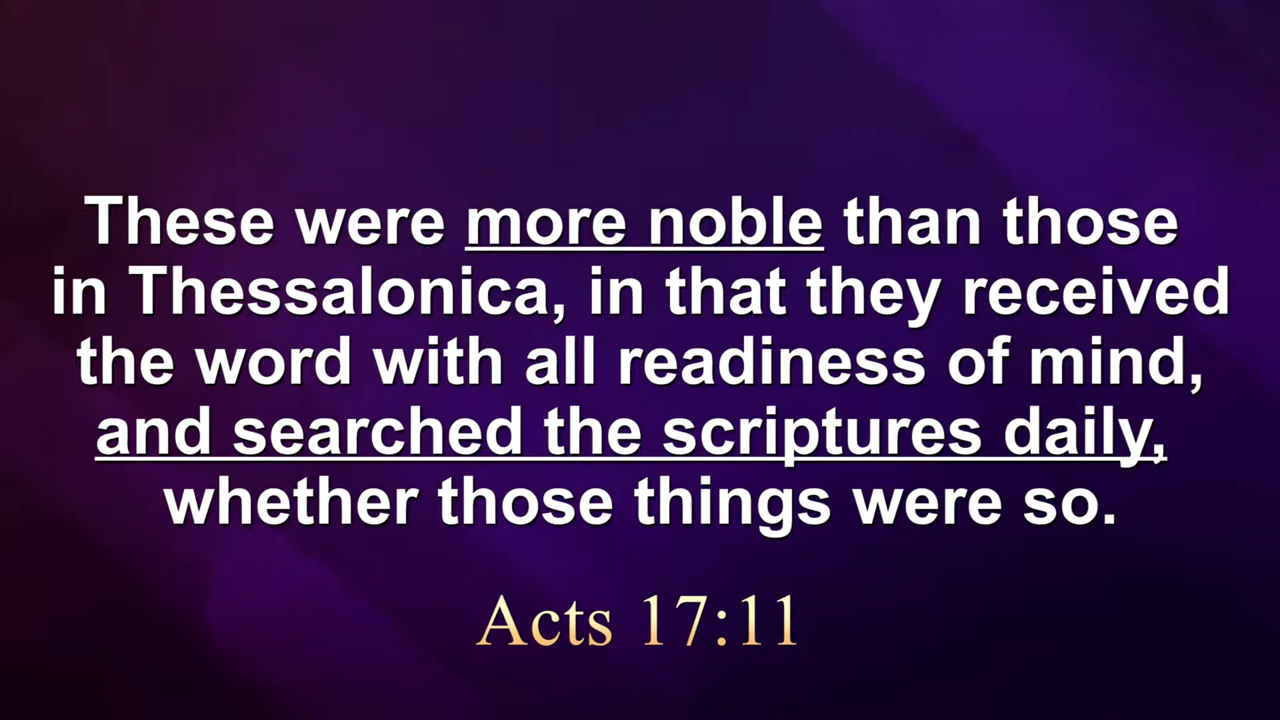 These were more noble than those
in Thessalonica, in that they received
the word with all readiness of mind,
and searched the scriptures daily,
whether those things were so.
Acts 17:11